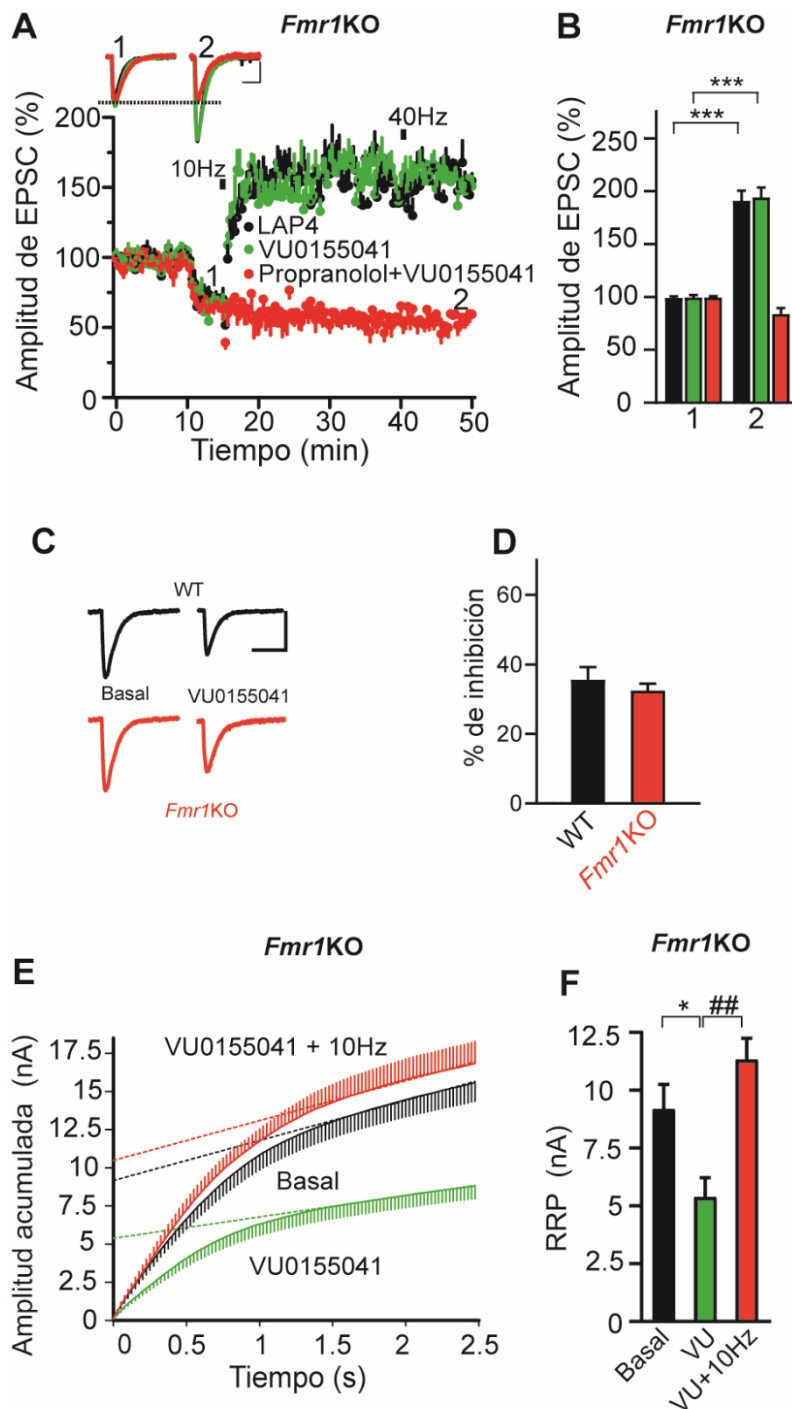 A
Fmr1KO
B
Fmr1KO
1
2
Amplitud de EPSC (%)
200
150
100
50
0
10Hz
40Hz
LAP4
VU0155041
Propranolol+VU0155041
1
2
0
10
20
30
40
50
Tiempo (min)
Amplitud de EPSC (%)
250
200
150
100
50
0
***
***
1
2
C
WT
Basal
VU0155041
Fmr1KO
D
% de inhibición
60
40
20
0
WT
Fmr1KO
E
Fmr1KO
Amplitud acumulada (nA)
17.5
15
12.5
10
7.5
5
2.5
0
VU0155041 + 10Hz
Basal
VU0155041
0
0.5
1
1.5
2
2.5
Tiempo (s)
F
Fmr1KO
RRP (nA)
12.5
10
7.5
5
2.5
0
*
##
Basal
VU
VU+10Hz